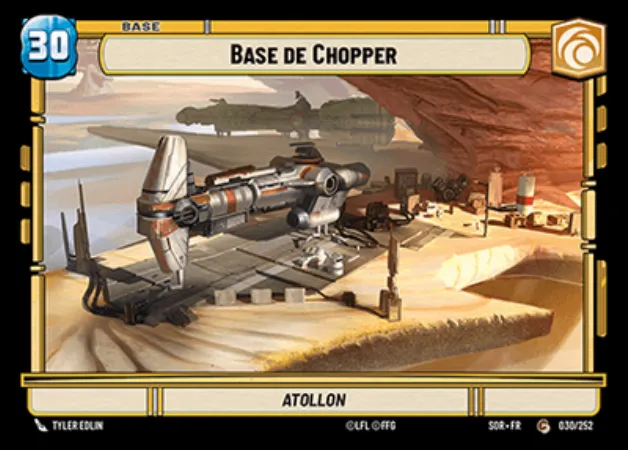 30
BASE
BASE DE CHOPPER
ATOLLON
TYLER EDLIN
©LFL ©FFG
SOR • FR
C
030/252